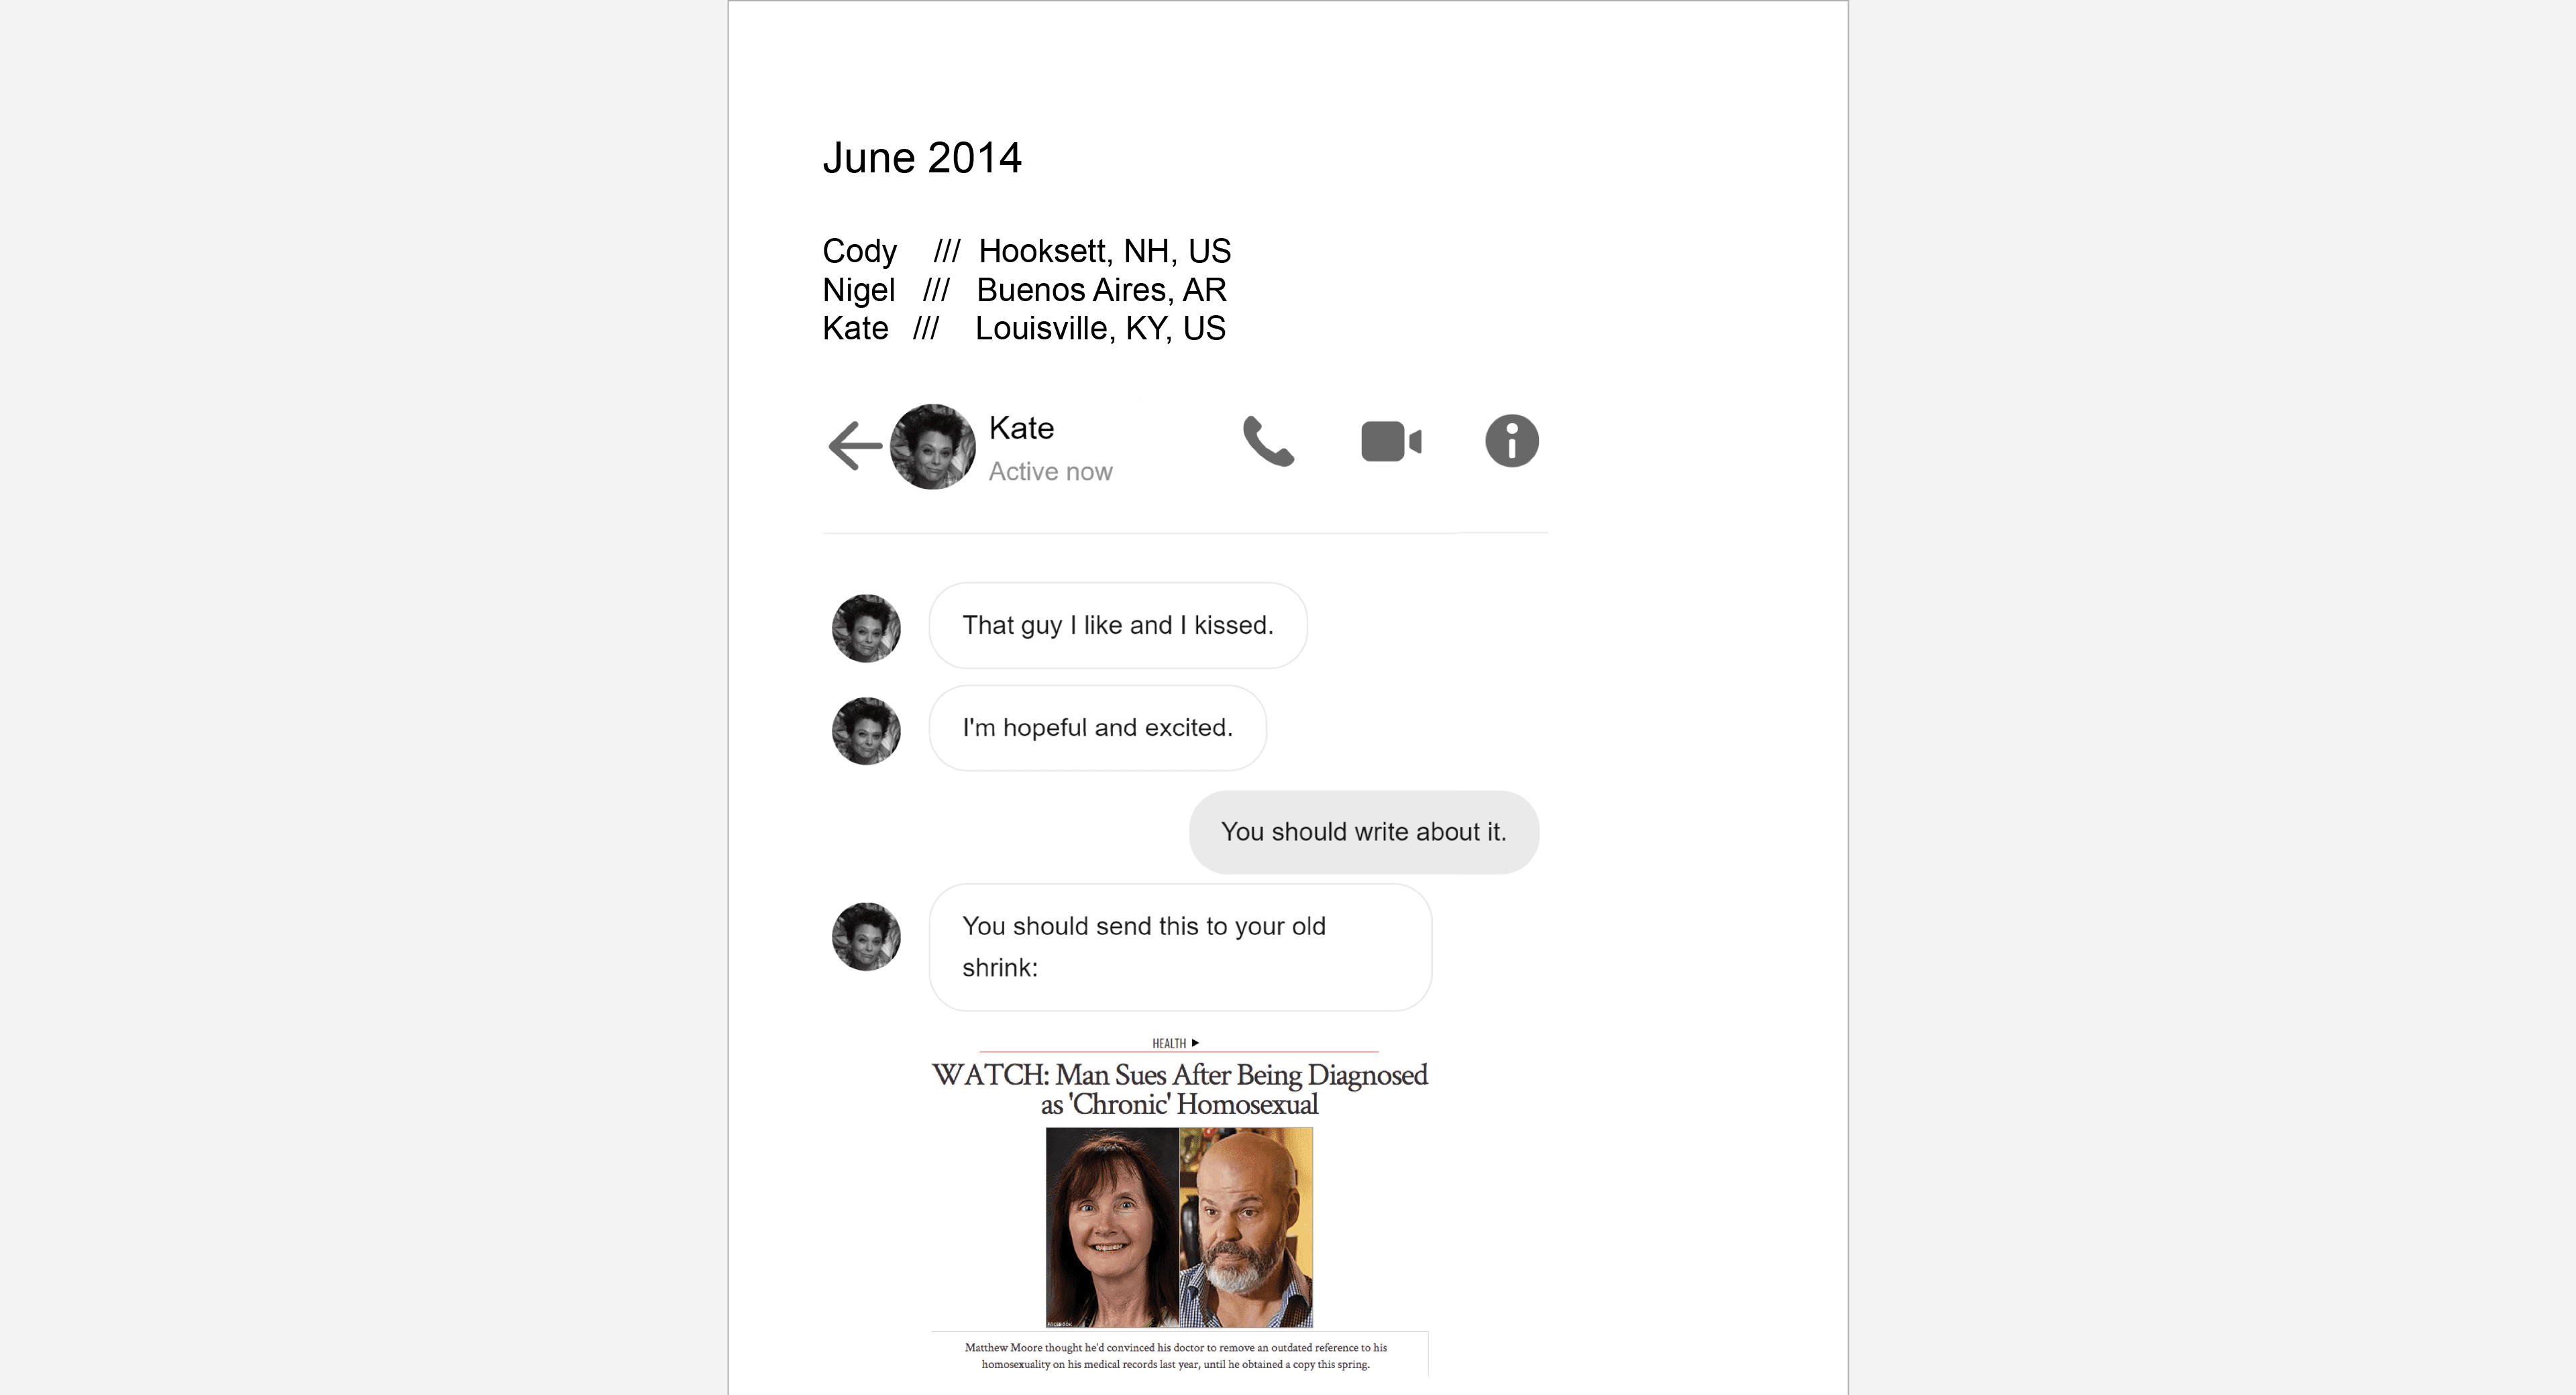 June 2014
Cody /// Hooksett, NH, US
Nigel /// Buenos Aires, AR
Kate /// Louisville, KY, US
Kate
Active now
That guy I like and I kissed.
I'm hopeful and excited.
You should write about it.
You should send this to your old
shrink:
HEALTH
WATCH: Man Sues After Being Diagnosed
as 'Chronic' Homosexual
FACEBOOK
Matthew Moore thought he'd convinced his doctor to remove an outdated reference to his
homosexuality on his medical records last year, until he obtained a copy this spring.